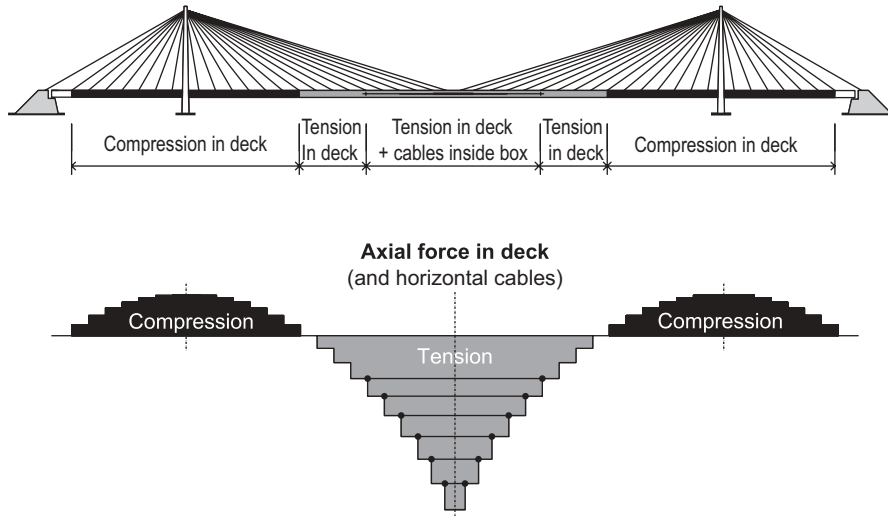 Compression in deck
Tension
In deck
Tension in deck
+ cables inside box
Tension
in deck
Compression in deck
Axial force in deck
(and horizontal cables)
Compression
Tension
Compression